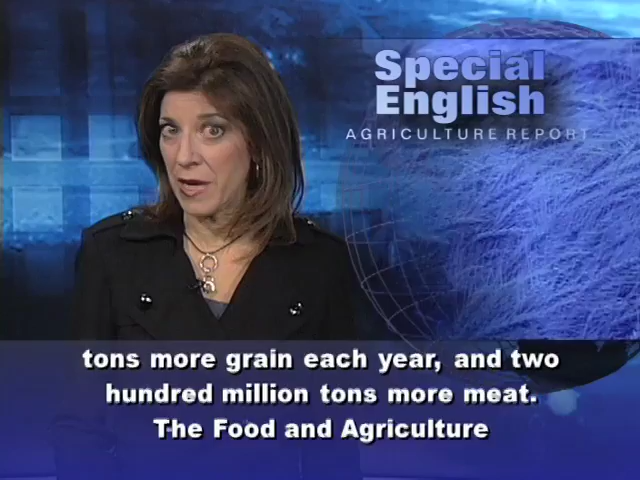 Special
English
AGRICULTURE REPORT
tons more grain each year, and two
hundred million tons more meat.
The Food and Agriculture